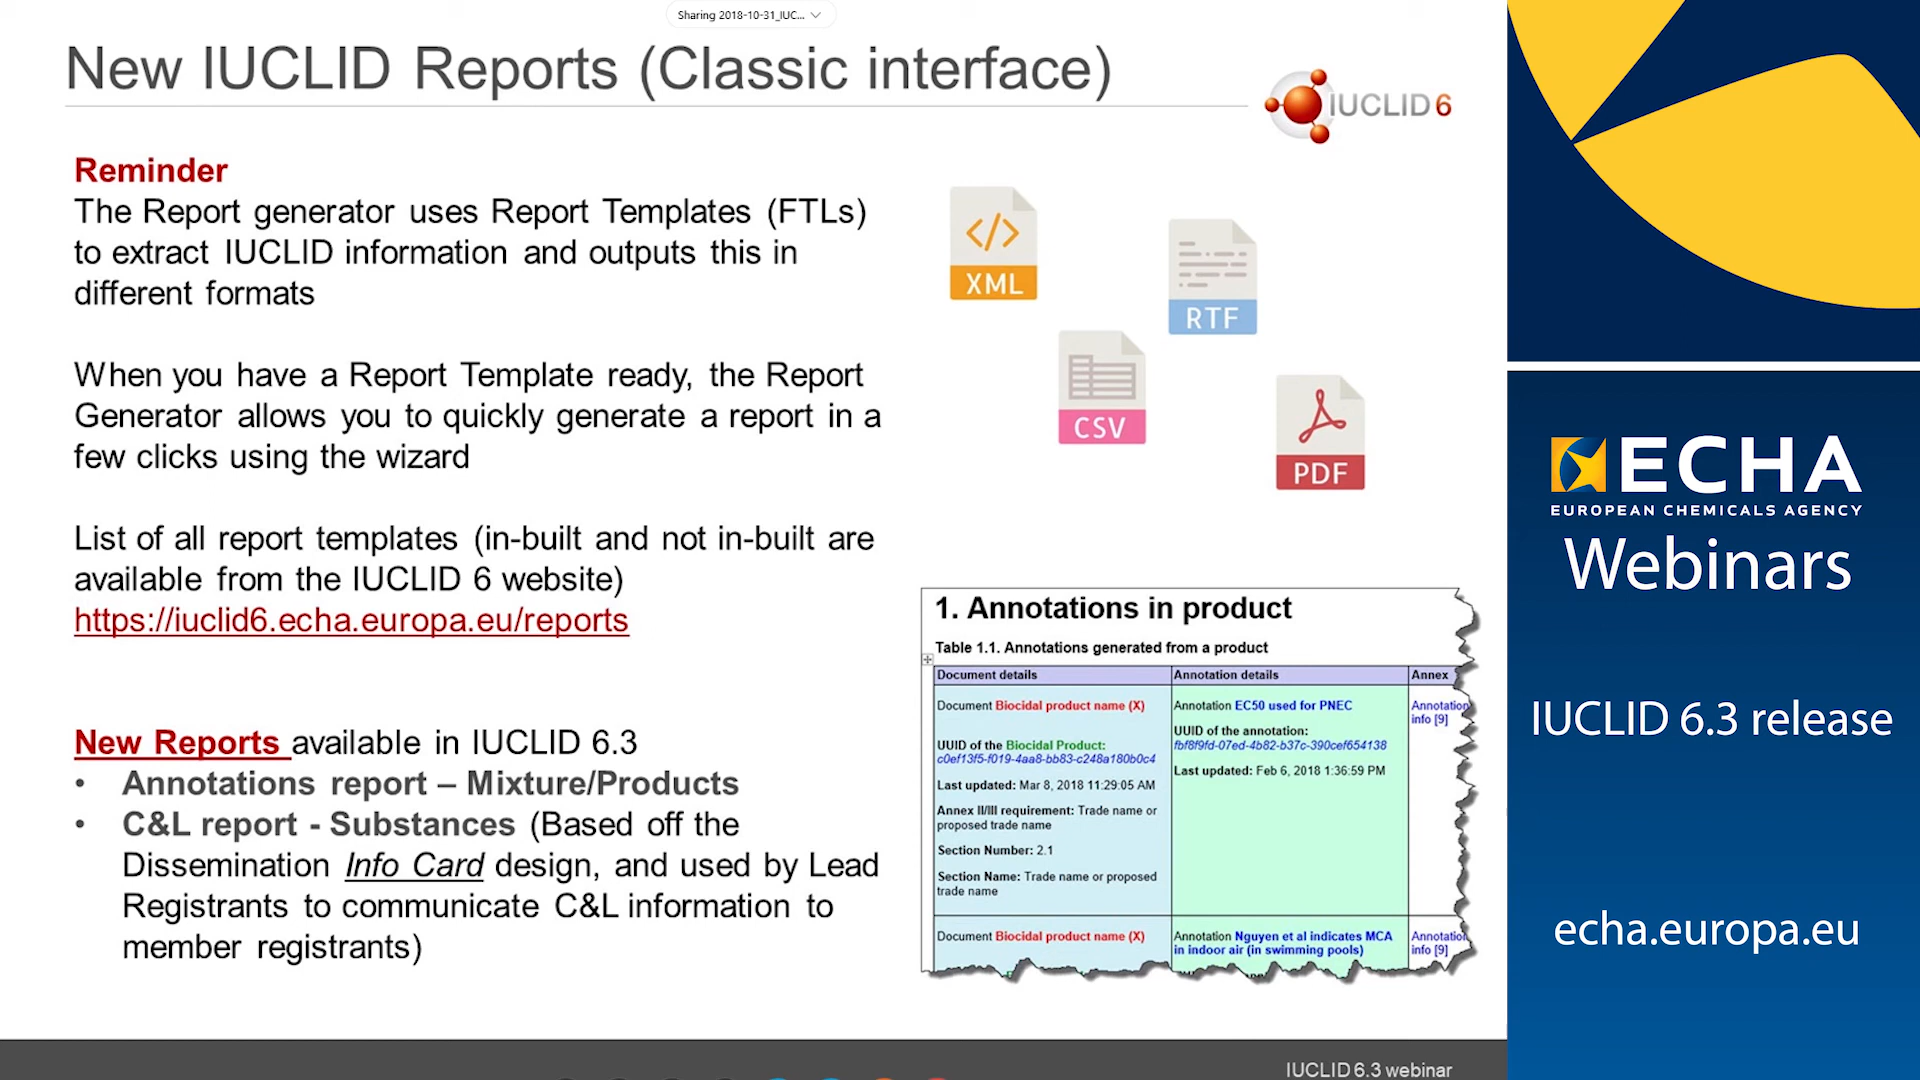 Sharing 2018-10-31_IUC...
New IUCLID Reports (Classic interface)
IUCLID 6
Reminder
The Report generator uses Report Templates (FTLs)
to extract IUCLID information and outputs this in
different formats
When you have a Report Template ready, the Report
Generator allows you to quickly generate a report in a
few clicks using the wizard
List of all report templates (in-built and not in-built are
available from the IUCLID 6 website)
https://iuclid6.echa.europa.eu/reports
New Reports available in IUCLID 6.3
• Annotations report – Mixture/Products
• C&L report - Substances (Based off the
Dissemination Info Card design, and used by Lead
Registrants to communicate C&L information to
member registrants)
</>
XML
RTF
CSV
PDF
1. Annotations in product
Table 1.1. Annotations generated from a product
Document details
Annotation details
Annex
Document Biocidal product name (X)
UUID of the Biocidal Product:
c0ef13f5-f019-4aa8-bb83-c248a180b0c4
Last updated: Mar 8, 2018 11:29:05 AM
Annex II/III requirement: Trade name or
proposed trade name
Section Number: 2.1
Section Name: Trade name or proposed
trade name
Annotation EC50 used for PNEC
UUID of the annotation:
fbf8f9fd-07ed-4b82-b37c-390cef654138
Last updated: Feb 6, 2018 1:36:59 PM
Annotation
info [9]
Document Biocidal product name (X)
Annotation Nguyen et al indicates MCA
in indoor air (in swimming pools)
Annotation
info [9]
IUCLID 6.3 webinar
ECHA
EUROPEAN CHEMICALS AGENCY
Webinars
IUCLID 6.3 release
echa.europa.eu